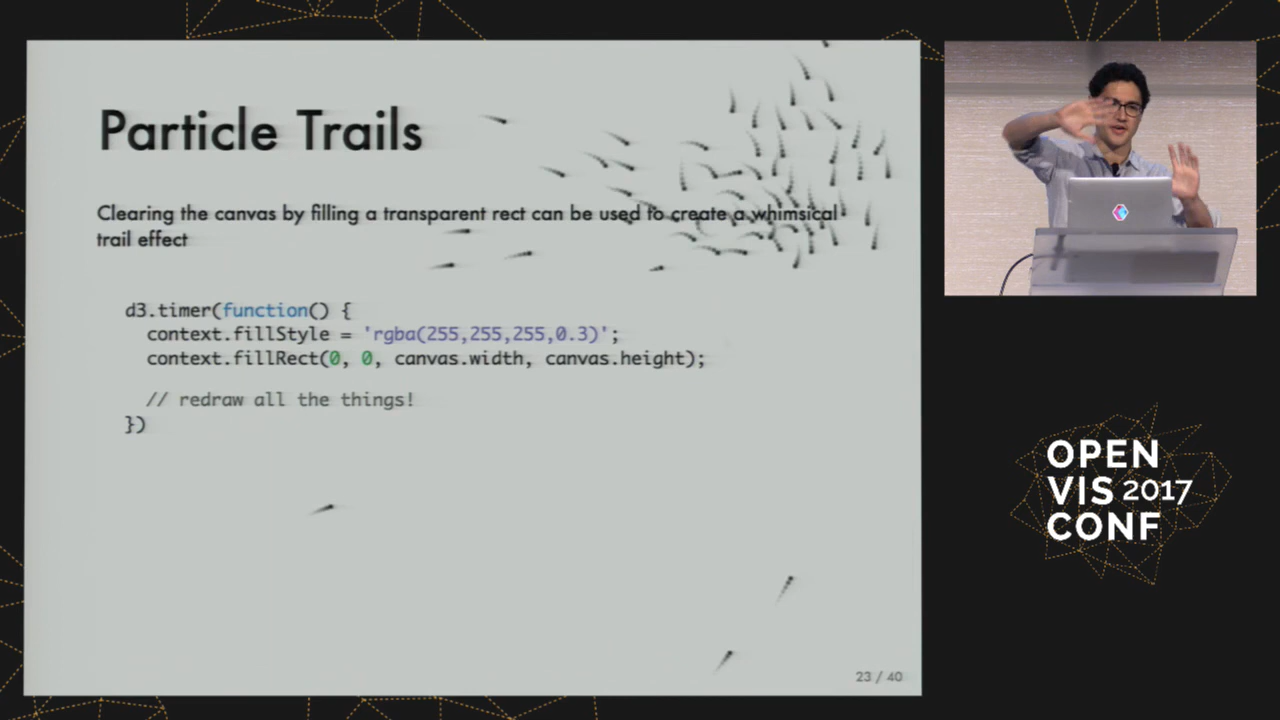 Particle Trails
Clearing the canvas by filling a transparent rect can be used to create a whimsical
trail effect
d3.timer(function() {
context.fillStyle = 'rgba(255,255,255,0.3)';
context.fillRect(0, 0, canvas.width, canvas.height);
// redraw all the things!
})
23 / 40
OPEN
VIS 2017
CONF